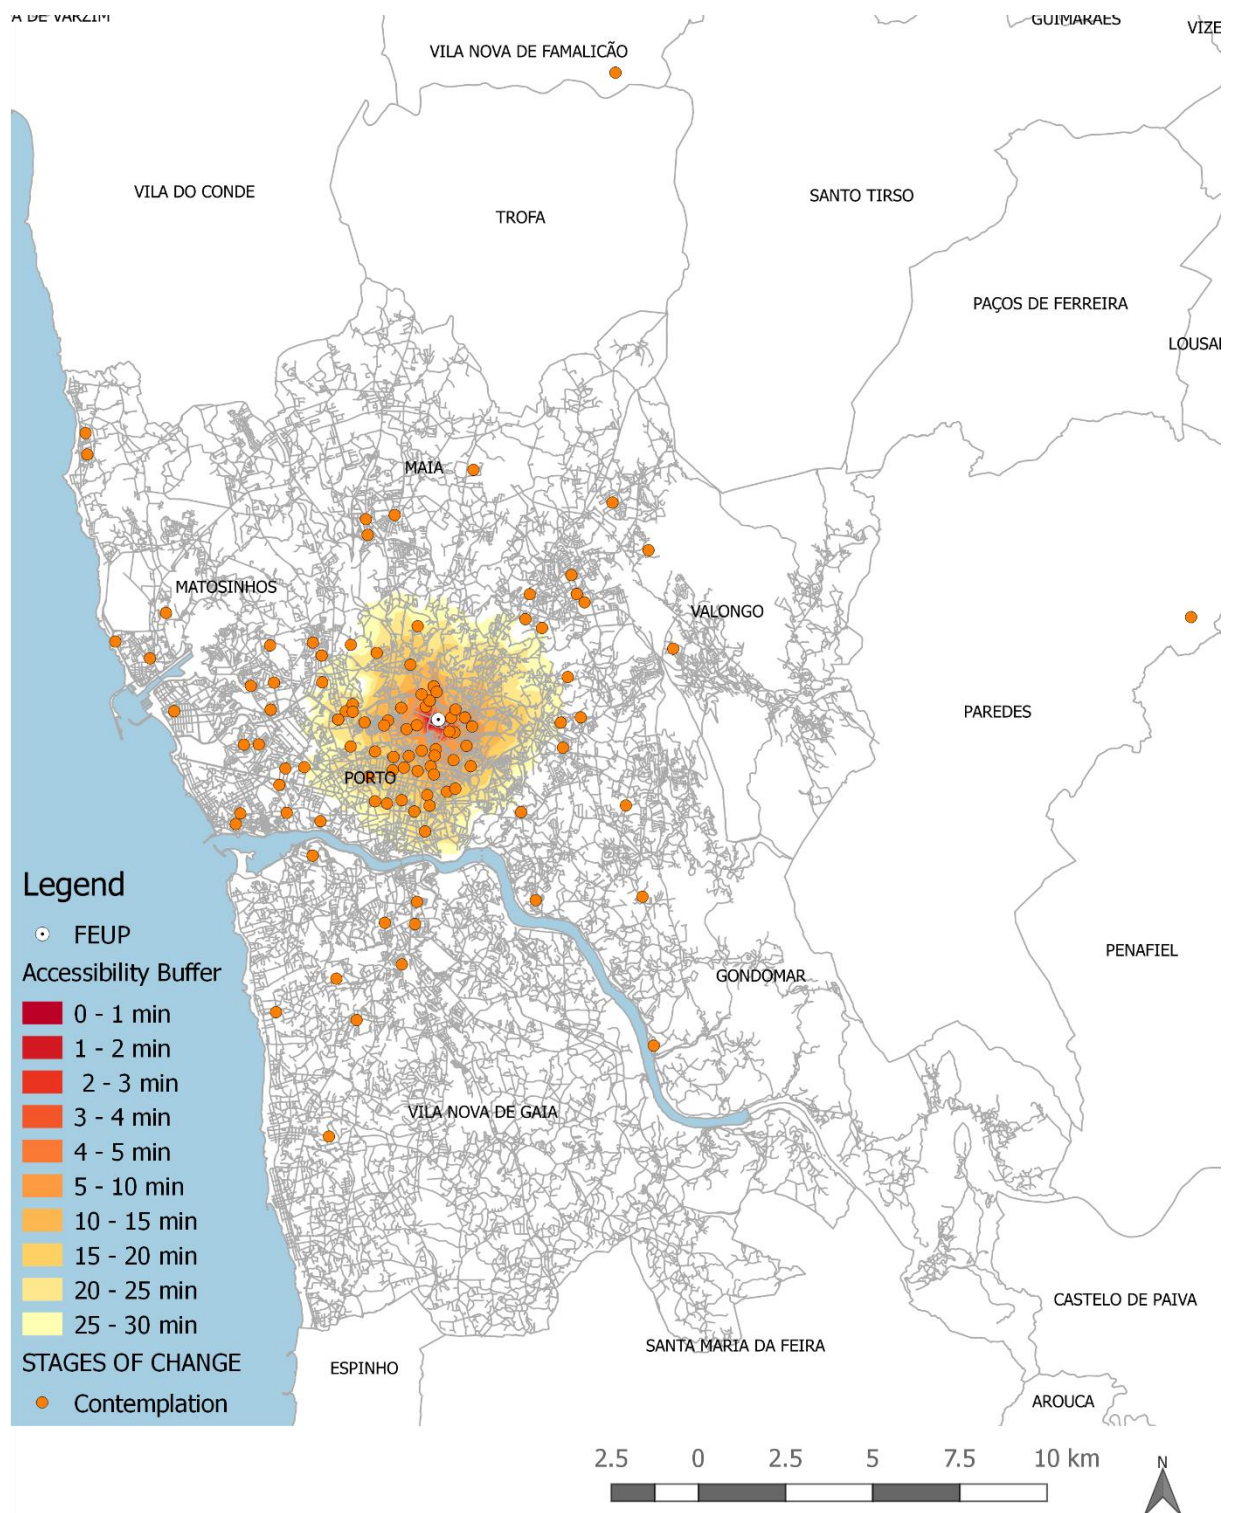 A DE VARZIM
GUIMARÃES
VIZE
VILA NOVA DE FAMALICÃO
VILA DO CONDE
SANTO TIRSO
TROFA
PAÇOS DE FERREIRA
LOUSAI
MAIA
MATOSINHOS
VALONGO
PAREDES
PORTO
PENAFIEL
GONDOMAR
VILA NOVA DE GAIA
CASTELO DE PAIVA
SANTA MARIA DA FEIRA
ESPINHO
AROUCA
Legend
FEUP
Accessibility Buffer
0 - 1 min
1 - 2 min
2 - 3 min
3 - 4 min
4 - 5 min
5 - 10 min
10 - 15 min
15 - 20 min
20 - 25 min
25 - 30 min
STAGES OF CHANGE
Contemplation
2.5 0 2.5 5 7.5 10 km
N